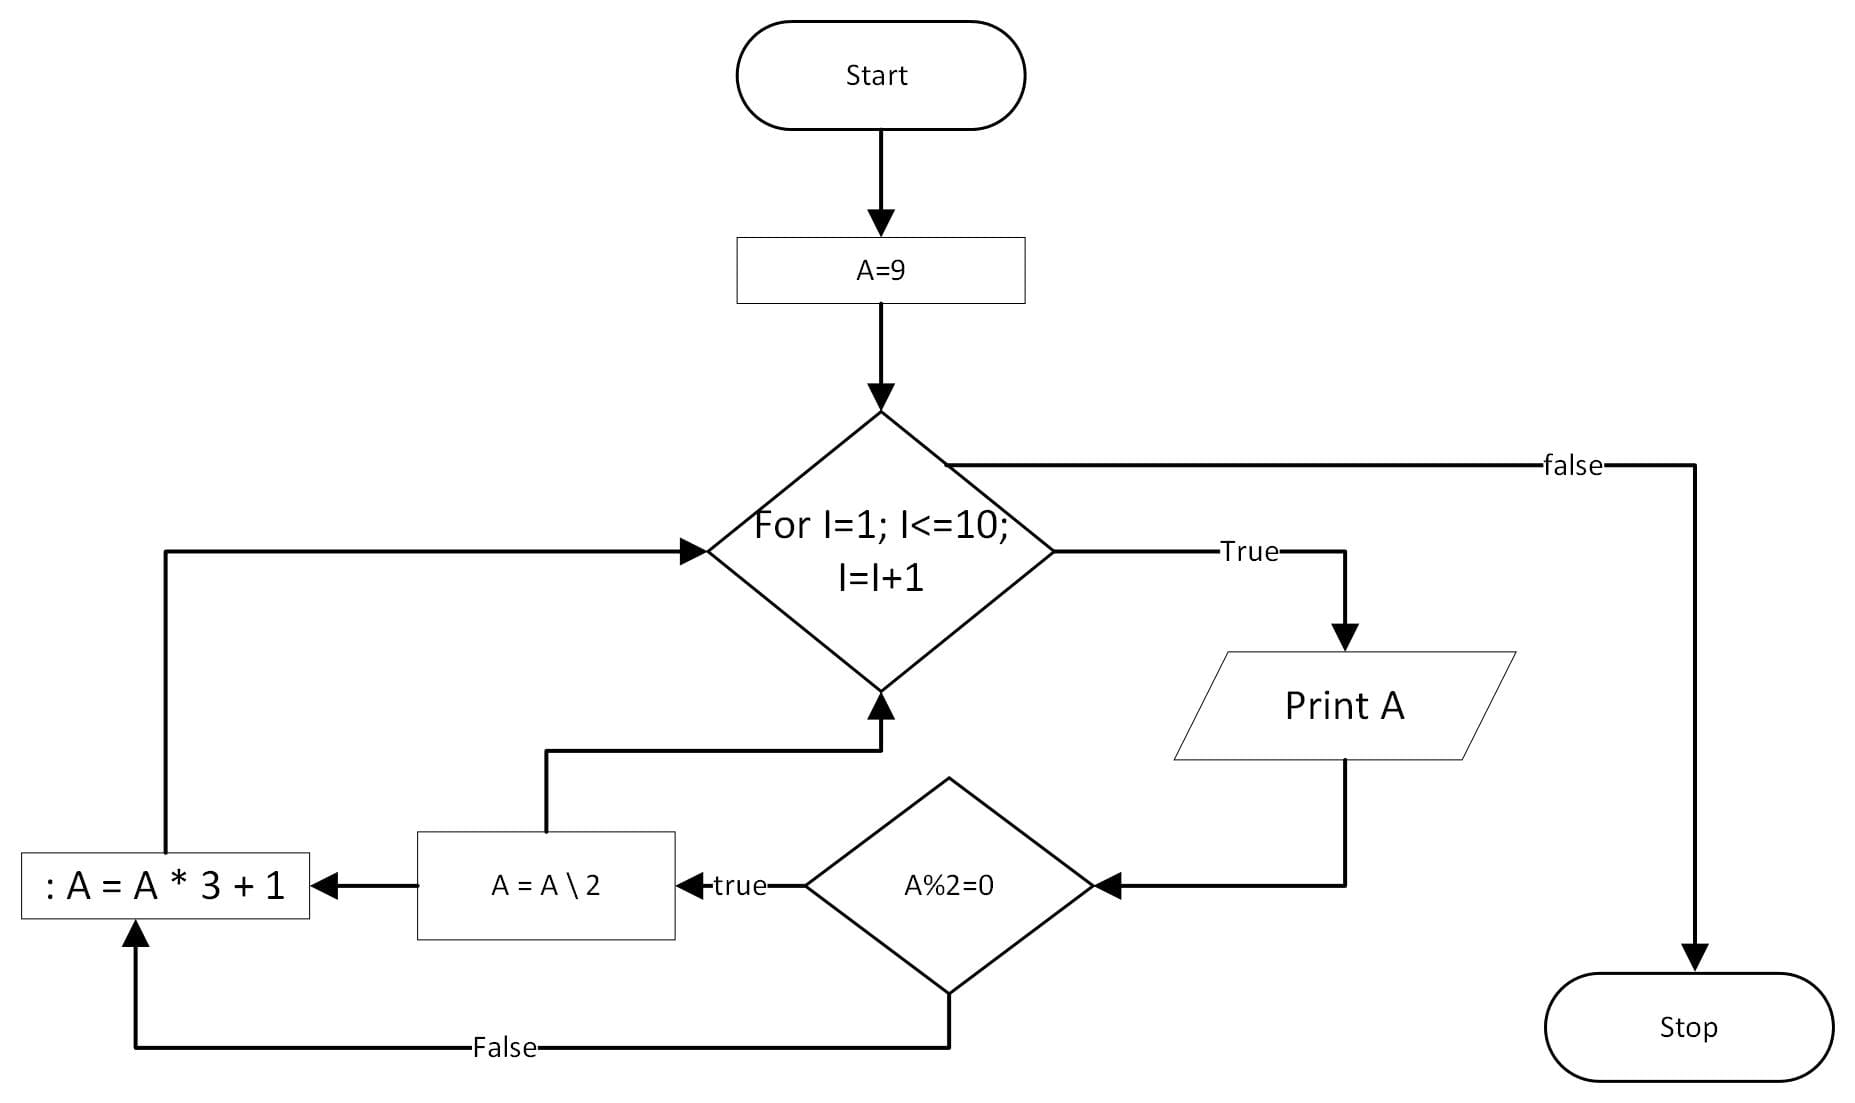 Start
A=9
false
For I=1; I<=10;
I=I+1
True
Print A
: A = A * 3 + 1
A = A \ 2
true
A%2=0
False
Stop